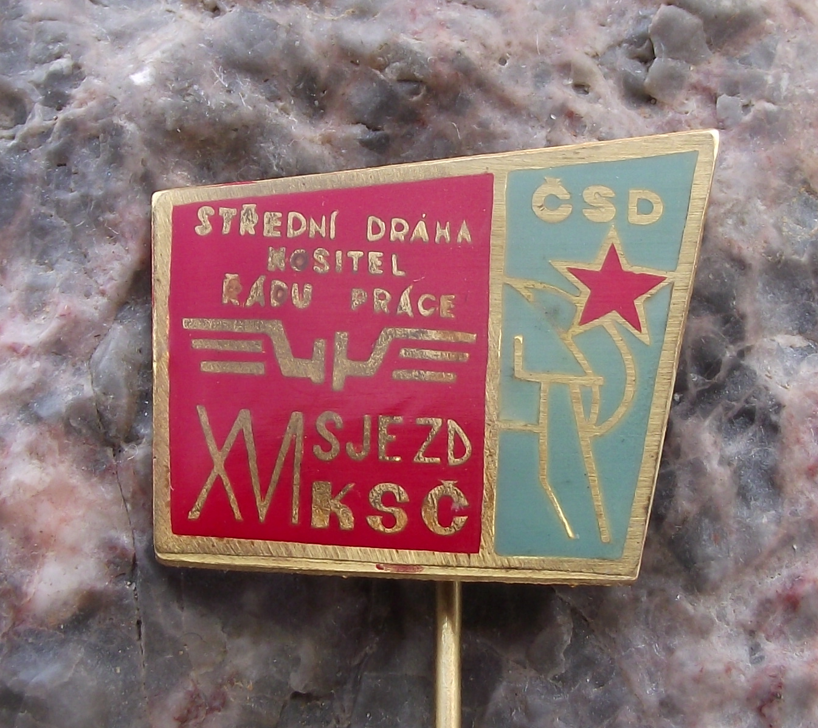 STŘEDNÍ DRÁHA
NOSITEL
ŘÁDU PRÁCE
XVI SJEZD
KSČ
ČSD